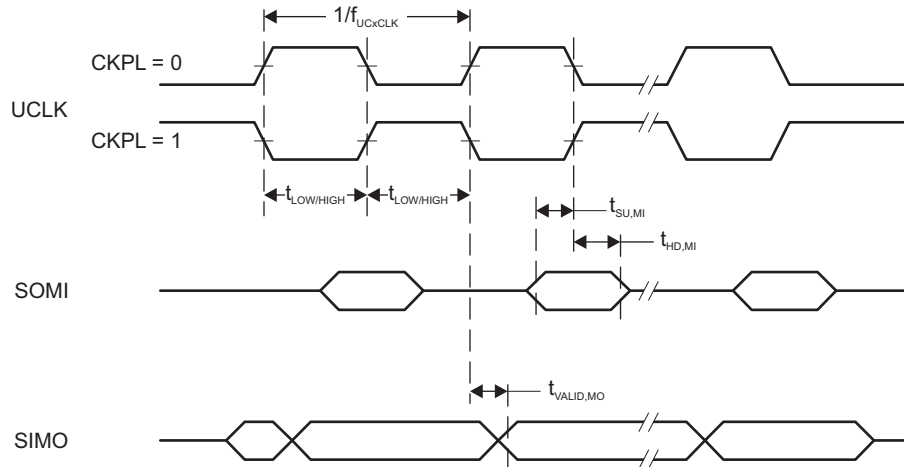 1/fUCxCLK
CKPL = 0
UCLK
CKPL = 1
tLOW/HIGH tLOW/HIGH
tSU,MI
tHD,MI
SOMI
tVALID,MO
SIMO